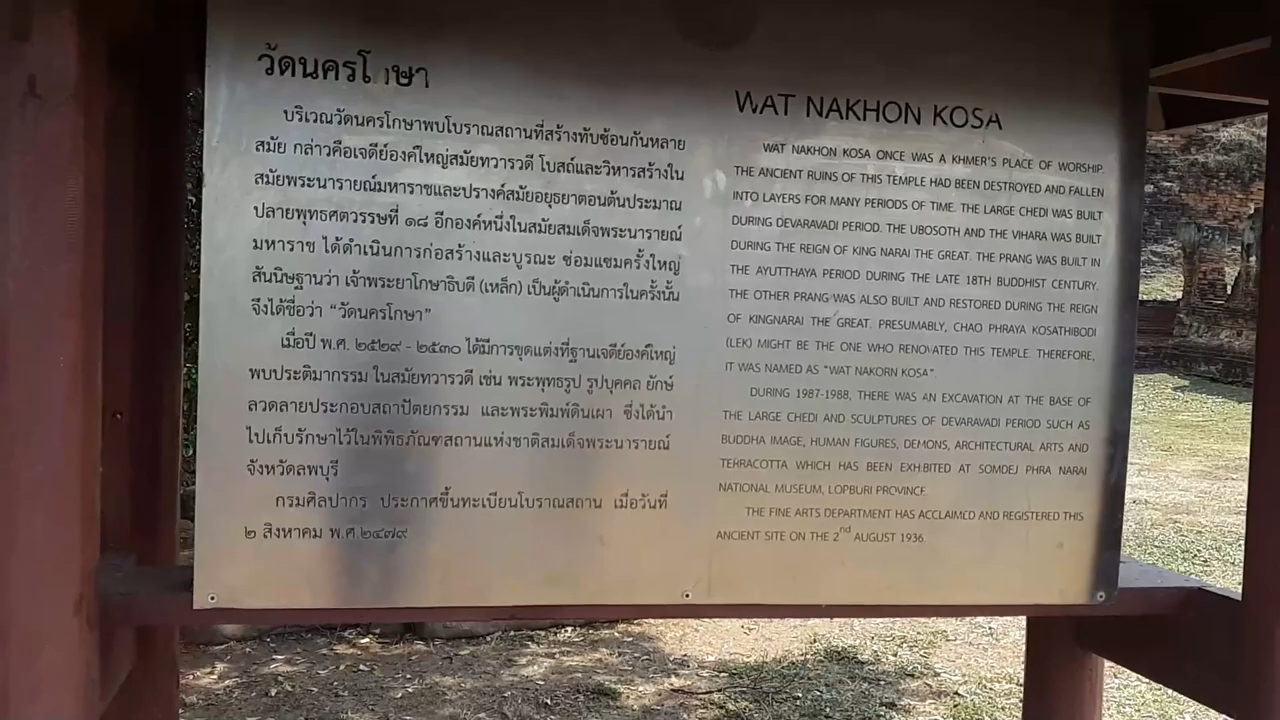 วัดนครโกษา
บริเวณวัดนครโกษาพบโบราณสถานที่สร้างทับซ้อนกันหลาย
สมัย กล่าวคือเจดีย์องค์ใหญ่สมัยทวารวดี โบสถ์และวิหารสร้างใน
สมัยพระนารายณ์มหาราชและปรางค์สมัยอยุธยาตอนต้นประมาณ
ปลายพุทธศตวรรษที่ ๑๘ อีกองค์หนึ่งในสมัยสมเด็จพระนารายณ์
มหาราช ได้ดำเนินการก่อสร้างและบูรณะ ซ่อมแซมครั้งใหญ่
สันนิษฐานว่า เจ้าพระยาโกษาธิบดี (เหล็ก) เป็นผู้ดำเนินการในครั้งนั้น
จึงได้ชื่อว่า “วัดนครโกษา”
เมื่อปี พ.ศ. ๒๕๒๙ - ๒๕๓๐ ได้มีการขุดแต่งที่ฐานเจดีย์องค์ใหญ่
พบประติมากรรม ในสมัยทวารวดี เช่น พระพุทธรูป รูปบุคคล ยักษ์
ลวดลายประกอบสถาปัตยกรรม และพระพิมพ์ดินเผา ซึ่งได้นำ
ไปเก็บรักษาไว้ในพิพิธภัณฑสถานแห่งชาติสมเด็จพระนารายณ์
จังหวัดลพบุรี
กรมศิลปากร ประกาศขึ้นทะเบียนโบราณสถาน เมื่อวันที่
๒ สิงหาคม พ.ศ.๒๔๗๙
WAT NAKHON KOSA
WAT NAKHON KOSA ONCE WAS A KHMER'S PLACE OF WORSHIP.
THE ANCIENT RUINS OF THIS TEMPLE HAD BEEN DESTROYED AND FALLEN
INTO LAYERS FOR MANY PERIODS OF TIME. THE LARGE CHEDI WAS BUILT
DURING DEVARAVADI PERIOD. THE UBOSOTH AND THE VIHARA WAS BUILT
DURING THE REIGN OF KING NARAI THE GREAT. THE PRANG WAS BUILT IN
THE AYUTTHAYA PERIOD DURING THE LATE 18TH BUDDHIST CENTURY.
THE OTHER PRANG WAS ALSO BUILT AND RESTORED DURING THE REIGN
OF KINGNARAI THE GREAT. PRESUMABLY, CHAO PHRAYA KOSATHIBODI
(LEK) MIGHT BE THE ONE WHO RENOVATED THIS TEMPLE. THEREFORE,
IT WAS NAMED AS “WAT NAKORN KOSA”
DURING 1987-1988, THERE WAS AN EXCAVATION AT THE BASE OF
THE LARGE CHEDI AND SCULPTURES OF DEVARAVADI PERIOD SUCH AS
BUDDHA IMAGE, HUMAN FIGURES, DEMONS, ARCHITECTURAL ARTS AND
TERRACOTTA WHICH HAS BEEN EXHIBITED AT SOMDEJ PHRA NARAI
NATIONAL MUSEUM, LOPBURI PROVINCE.
THE FINE ARTS DEPARTMENT HAS ACCLAIMED AND REGISTERED THIS
ANCIENT SITE ON THE 2nd AUGUST 1936.